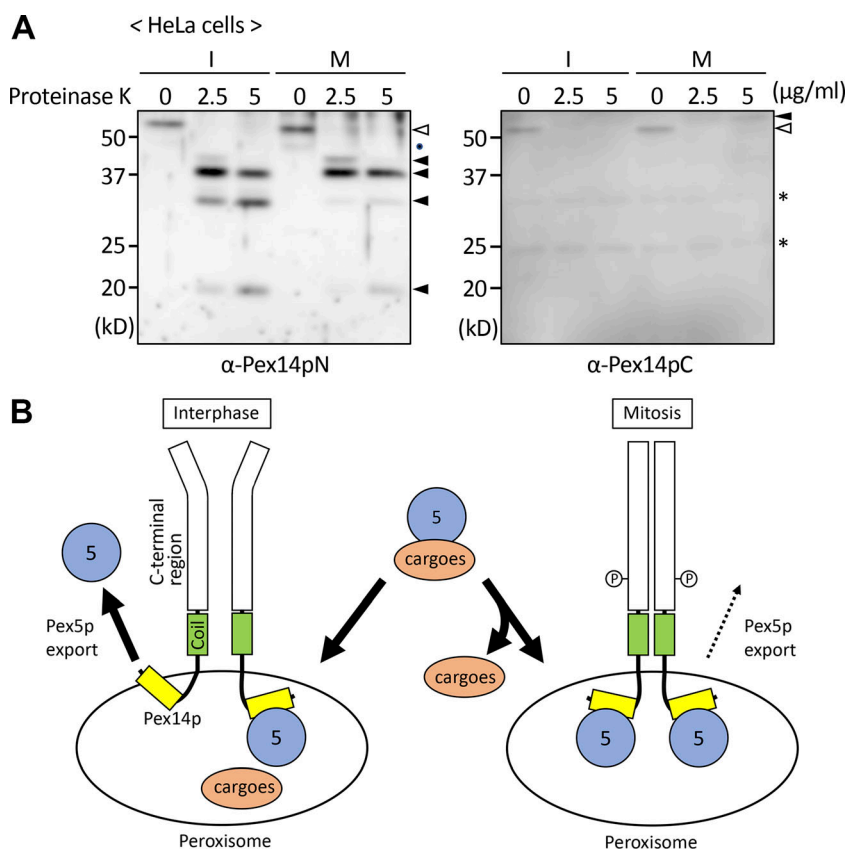 A
< HeLa cells >
I M
Proteinase K 0 2.5 5 0 2.5 5
50
37
25
20
(kD)
α-Pex14pN
I M
0 2.5 5 0 2.5 5 (μg/ml)
50
37
25
20
(kD)
*
*
α-Pex14pC
B
Interphase
Mitosis
C-terminal
region
5
5
cargoes
P P
Pex5p
export
Coil
Pex5p
export
cargoes
Pex14p
5
cargoes
5 5
Peroxisome
Peroxisome